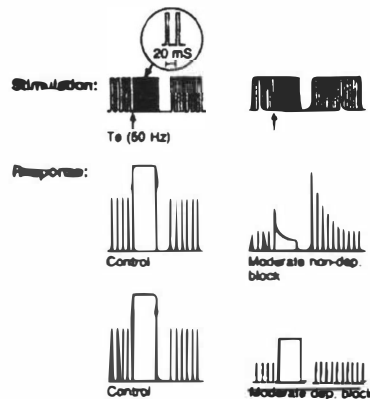 20 mS
Stimulation:
Te (50 Hz)
Response:
Control
Moderate non-dep.
block
Control
Moderate dep. block